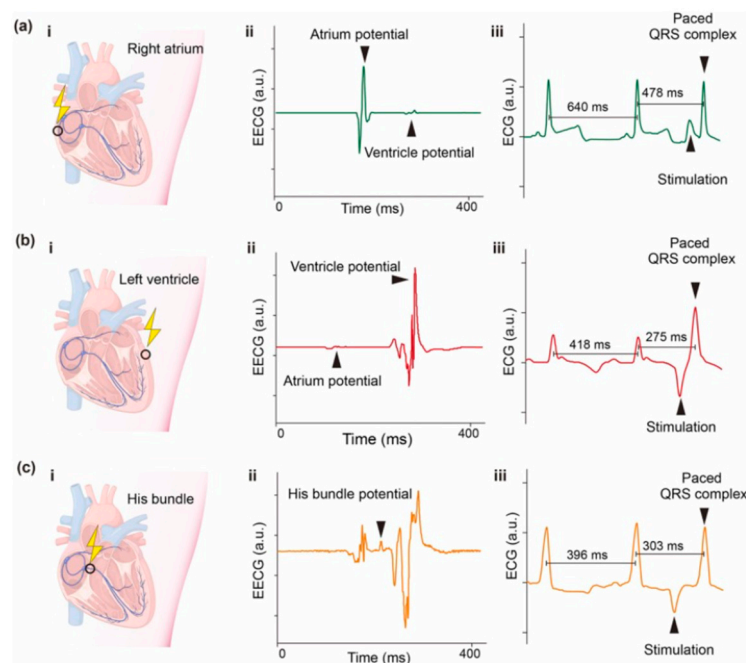 (a)
i
Right atrium
ii
Atrium potential
Ventricle potential
EECG (a.u.)
0
400
Time (ms)
iii
Paced
QRS complex
478 ms
640 ms
ECG (a.u.)
Stimulation
(b)
i
Left ventricle
ii
Ventricle potential
Atrium potential
EECG (a.u.)
0
400
Time (ms)
iii
Paced
QRS complex
275 ms
418 ms
ECG (a.u.)
Stimulation
(c)
i
His bundle
ii
His bundle potential
EECG (a.u.)
0
400
Time (ms)
iii
Paced
QRS complex
303 ms
396 ms
ECG (a.u.)
Stimulation